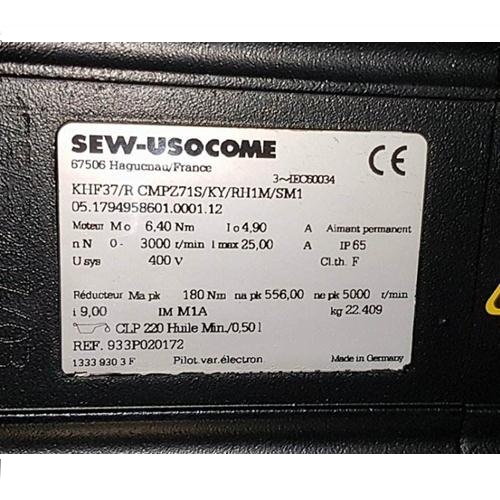 SEW-USOCOME
67506 Haguenau/France
CE
3~IEC60034
KHF37/R CMPZ71S/KY/RH1M/SM1
05.1794958601.0001.12
Moteur Mo 6,40 Nm Io 4,90 A Aimant permanent
n N 0- 3000 r/min I max 25,00 A IP 65
U sys 400 V Cl.th. F
Réducteur Ma pk 180 Nm na pk 556,00 ne pk 5000 r/min
i 9,00 IM M1A kg 22.409
CLP 220 Huile Min./0,50 l
REF. 933P020172
1333 930 3 F Pilot.var.électron. Made in Germany